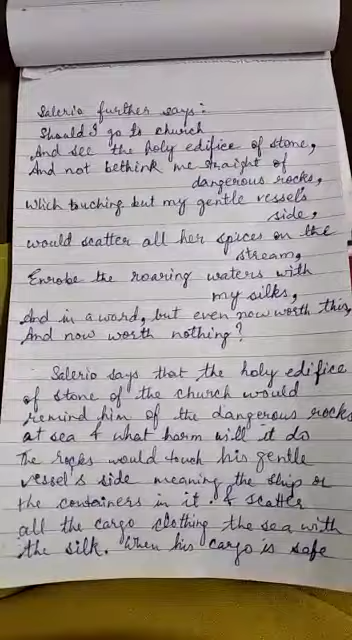 Salerio further says:
Should I go to church
And see the holy edifice of stone,
And not bethink me straight of
dangerous rocks,
Which touching but my gentle vessel's
side,
would scatter all her spices on the
stream,
Enrobe the roaring waters with
my silks,
And in a word, but even now worth this,
And now worth nothing?
Salerio says that the holy edifice
of stone of the church would
remind him of the dangerous rocks
at sea & what harm will it do
The rocks would touch his gentle
vessel's side meaning the ship or
the containers in it. & scatter
all the cargo clothing the sea with
the silk. When his cargo is safe